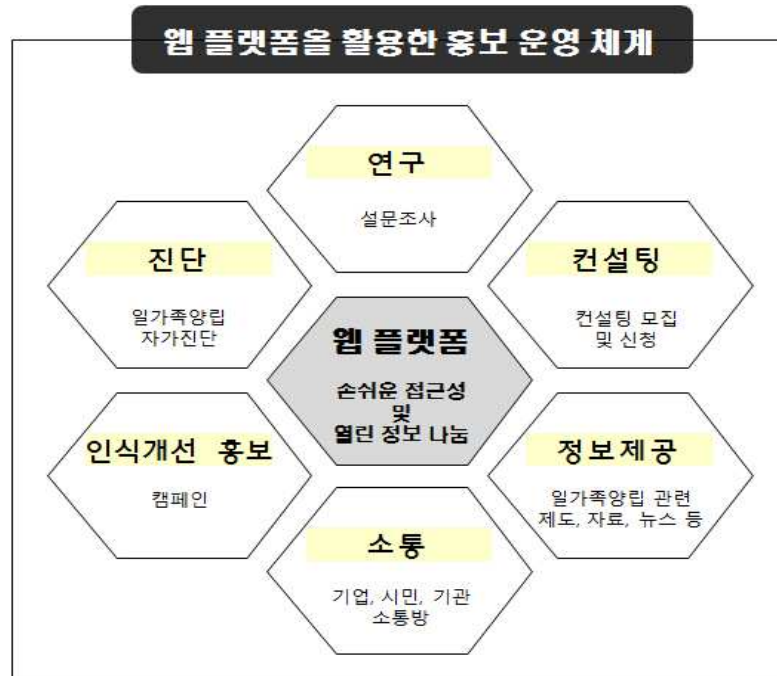 웹 플랫폼을 활용한 홍보 운영 체계
연구
설문조사
진단
일가족양립
자가진단
컨설팅
컨설팅 모집
및 신청
웹 플랫폼
손쉬운 접근성
및
열린 정보 나눔
인식개선 홍보
캠페인
정보제공
일가족양립 관련
제도, 자료, 뉴스 등
소통
기업, 시민, 기관
소통방